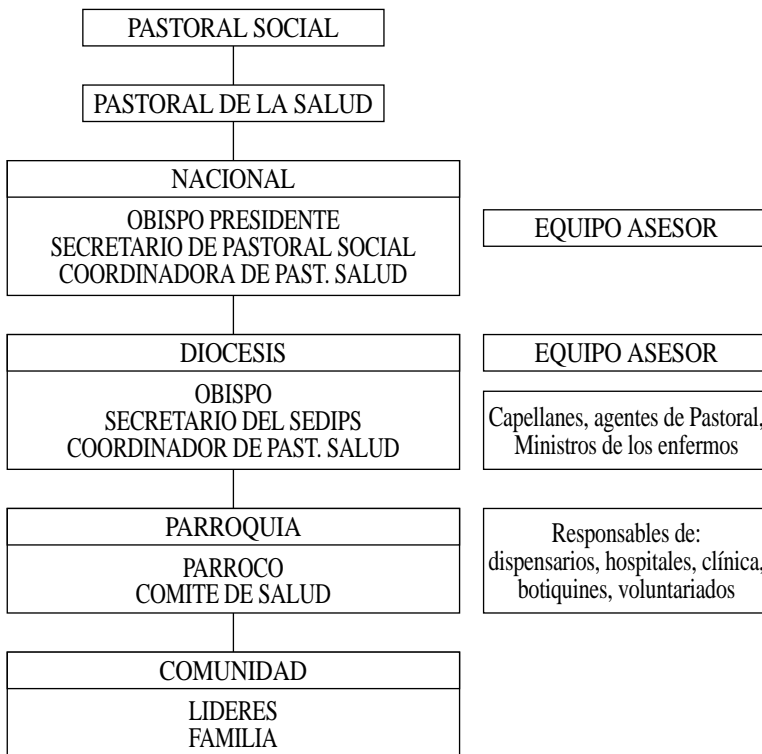 PASTORAL SOCIAL
PASTORAL DE LA SALUD
NACIONAL
OBISPO PRESIDENTE
SECRETARIO DE PASTORAL SOCIAL
COORDINADORA DE PAST. SALUD
EQUIPO ASESOR
DIOCESIS
OBISPO
SECRETARIO DEL SEDIPS
COORDINADOR DE PAST. SALUD
EQUIPO ASESOR
Capellanes, agentes de Pastoral,
Ministros de los enfermos
PARROQUIA
PARROCO
COMITE DE SALUD
Responsables de:
dispensarios, hospitales, clínica,
botiquines, voluntariados
COMUNIDAD
LIDERES
FAMILIA